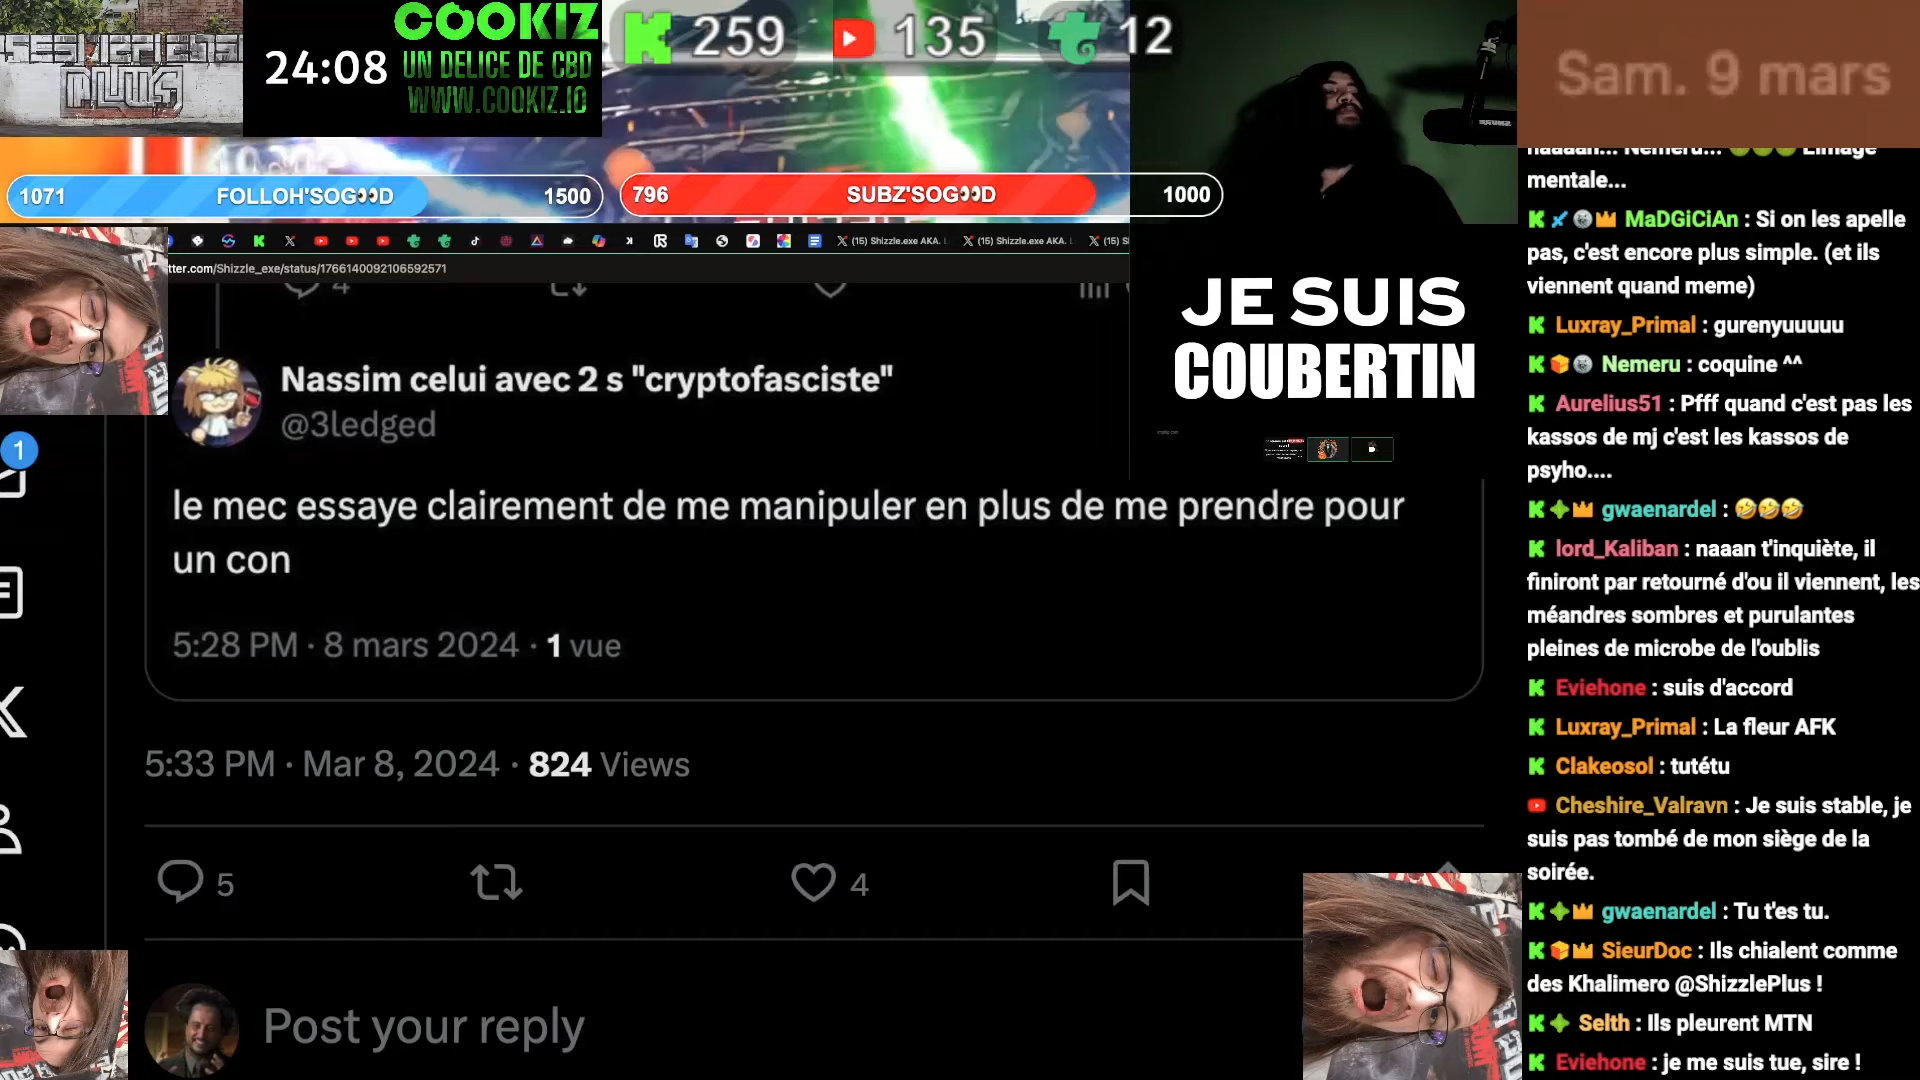 24:08
COOKIZ
UN DELICE DE CBD
WWW.COOKIZ.IO
259
135
12
Sam. 9 mars
1071
FOLLOH'SOG👀D
1500
796
SUBZ'SOG👀D
1000
(15) Shizzle.exe AKA.
(15) Shizzle.exe AKA.
(15) S
tter.com/Shizzle_exe/status/1766140092106592571
4
Nassim celui avec 2 s "cryptofasciste"
@3ledged
le mec essaye clairement de me manipuler en plus de me prendre pour
un con
5:28 PM · 8 mars 2024 · 1 vue
5:33 PM · Mar 8, 2024 · 824 Views
5
4
Post your reply
1
JE SUIS
COUBERTIN
naaaan... Nemeru... 🤢🤢🤢 L'image
mentale...
MaDGiCiAn : Si on les apelle
pas, c'est encore plus simple. (et ils
viennent quand meme)
Luxray_Primal : gurenyuuuuu
Nemeru : coquine ^^
Aurelius51 : Pfff quand c'est pas les
kassos de mj c'est les kassos de
psyho....
gwaenardel : 🤣🤣🤣
lord_Kaliban : naaan t'inquiète, il
finiront par retourné d'ou il viennent, les
méandres sombres et purulantes
pleines de microbe de l'oublis
Eviehone : suis d'accord
Luxray_Primal : La fleur AFK
Clakeosol : tutétu
Cheshire_Valravn : Je suis stable, je
suis pas tombé de mon siège de la
soirée.
gwaenardel : Tu t'es tu.
SieurDoc : Ils chialent comme
des Khalimero @ShizzlePlus !
Selth : Ils pleurent MTN
Eviehone : je me suis tue, sire !